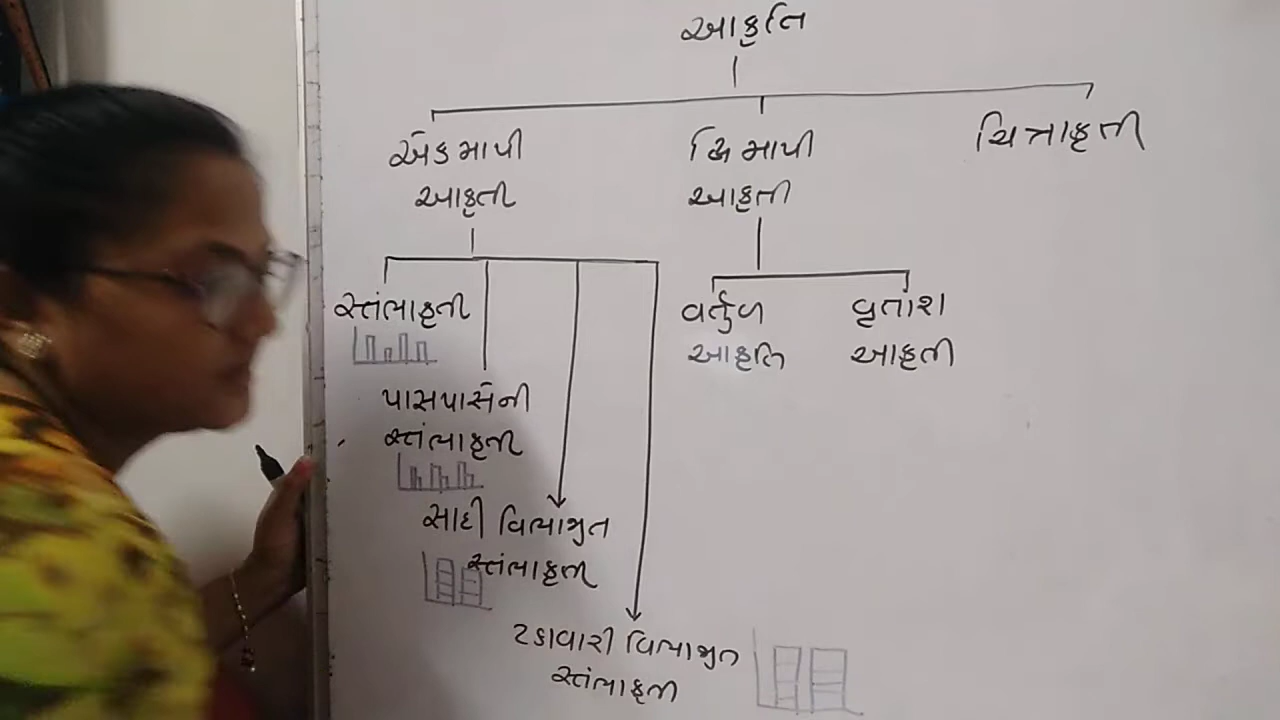 આકૃતિ
એકમાપી
આકૃતી
દ્વિમાપી
આકૃતી
ચિત્રાકૃતી
સ્તંભાકૃતી
પાસપાસેની
સ્તંભાકૃતી
સાદી વિભાજીત
સ્તંભાકૃતી
ટકાવારી વિભાજીત
સ્તંભાકૃતી
વર્તુળ
આકૃતિ
વૃતાંશ
આકૃતી